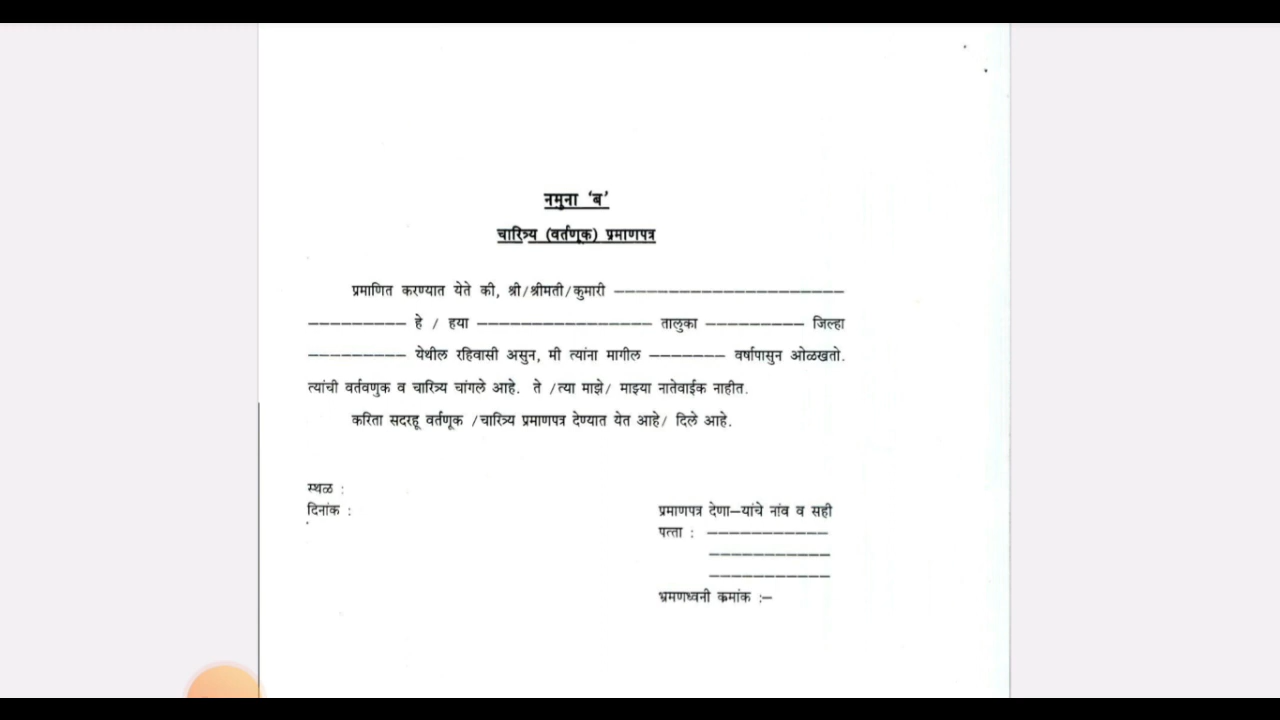 नमुना ‘ब’
चारित्र्य (वर्तणूक) प्रमाणपत्र
प्रमाणित करण्यात येते की, श्री/श्रीमती/कुमारी ——————————————————————
————————— हे / हया ———————————————— तालुका ————————— जिल्हा
————————— येथील रहिवासी असुन, मी त्यांना मागील ——————— वर्षापासुन ओळखतो.
त्यांची वर्तवणुक व चारित्र्य चांगले आहे. ते /त्या माझे/ माझ्या नातेवाईक नाहीत.
करिता सदरहू वर्तणूक /चारित्र्य प्रमाणपत्र देण्यात येत आहे/ दिले आहे.
स्थळ :
दिनांक :
प्रमाणपत्र देणा—यांचे नांव व सही
पत्ता : ———————————
———————————
———————————
भ्रमणध्वनी क्रमांक :—